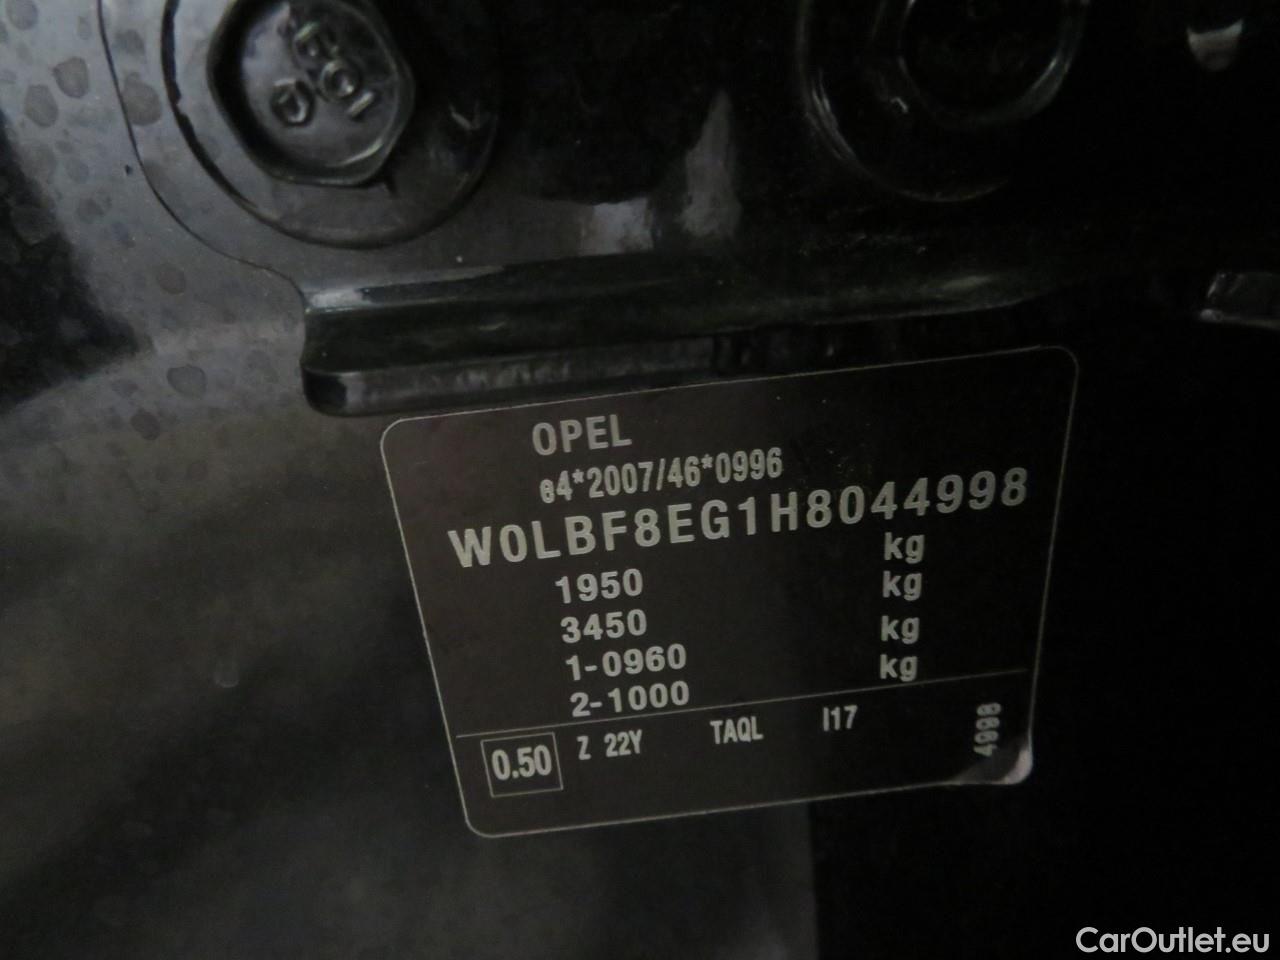 OPEL
e4*2007/46*0996
W0LBF8EG1H8044998
1950 kg
3450 kg
1-0960 kg
2-1000 kg
0.50 Z 22Y TAQL I17
CarOutlet.eu